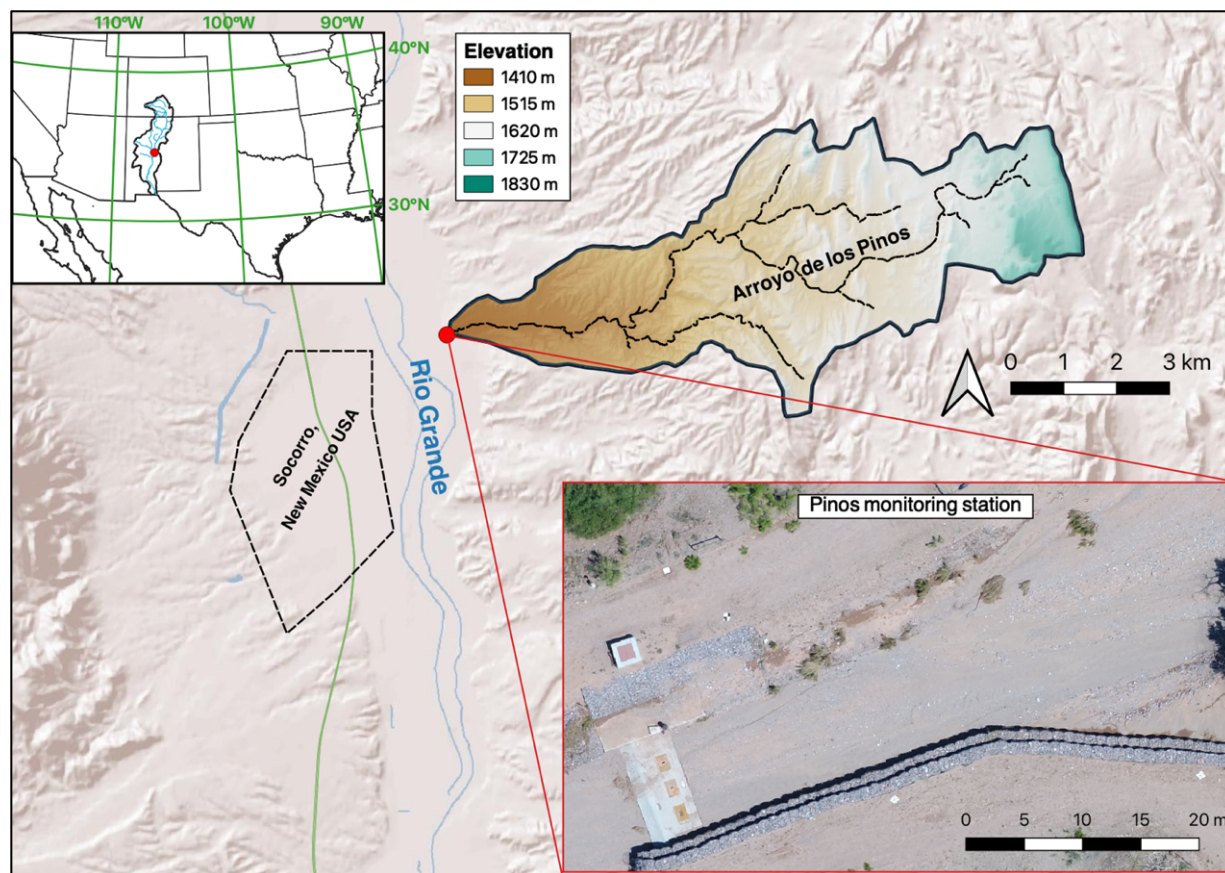 110°W
100°W
90°W
40°N
30°N
Elevation
1410 m
1515 m
1620 m
1725 m
1830 m
Arroyo de los Pinos
0 1 2 3 km
Rio Grande
Socorro,
New Mexico USA
Pinos monitoring station
0 5 10 15 20 m